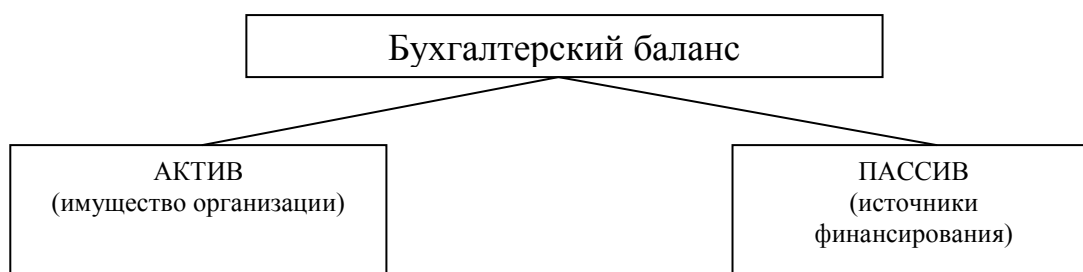 Бухгалтерский баланс
АКТИВ
(имущество организации)
ПАССИВ
(источники
финансирования)